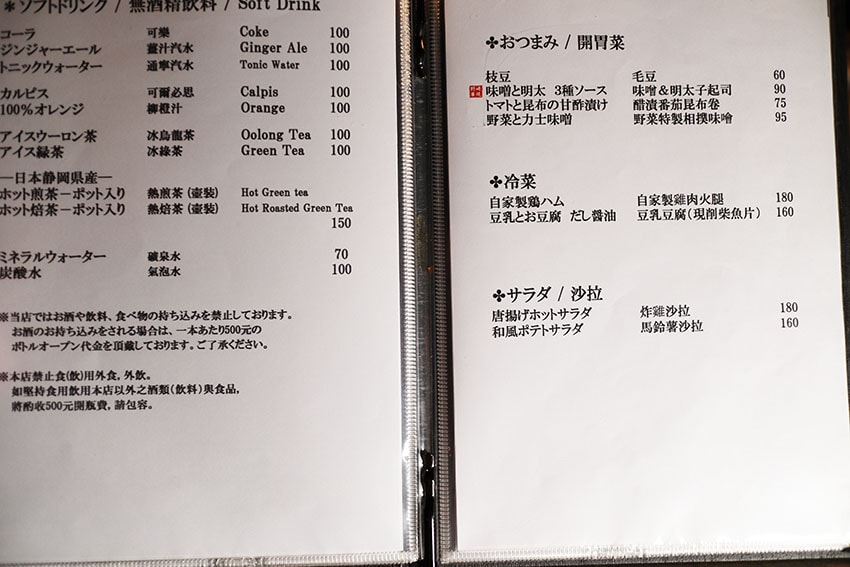 *ソフトドリンク / 無酒精飲料 / Soft Drink
コーラ 可樂 Coke 100
ジンジャーエール 薑汁汽水 Ginger Ale 100
トニックウォーター 通寧汽水 Tonic Water 100
カルピス 可爾必思 Calpis 100
100%オレンジ 柳橙汁 Orange 100
アイスウーロン茶 冰烏龍茶 Oolong Tea 100
アイス緑茶 冰綠茶 Green Tea 100
―日本静岡県産―
ホット煎茶－ポット入り 熱煎茶 (壺裝) Hot Green tea
ホット焙茶－ポット入り 熱焙茶 (壺裝) Hot Roasted Green Tea
150
ミネラルウォーター 礦泉水 70
炭酸水 氣泡水 100
※当店ではお酒や飲料、食べ物の持ち込みを禁止しております。
お酒のお持ち込みをされる場合は、一本あたり500元の
ボトルオープン代金を頂戴しております。ご了承ください。
※本店禁止食(飲)用外食，外飲。
如堅持食用飲用本店以外之酒類（飲料）與食品，
將酌收500元開瓶費，請包容。
✤おつまみ / 開胃菜
枝豆 毛豆 60
味噌と明太 3種ソース 味噌＆明太子起司 90
トマトと昆布の甘酢漬け 醋漬番茄昆布卷 75
野菜と力士味噌 野菜特製相撲味噌 95
✤冷菜
自家製鶏ハム 自家製雞肉火腿 180
豆乳とお豆腐 だし醤油 豆乳豆腐(現削柴魚片) 160
✤サラダ / 沙拉
唐揚げホットサラダ 炸雞沙拉 180
和風ポテトサラダ 馬鈴薯沙拉 160